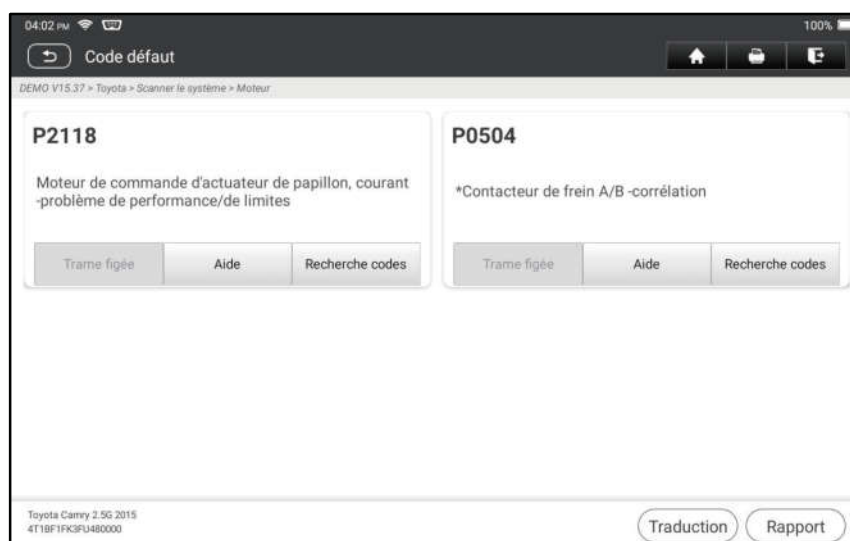 04:02 PM 100%
Code défaut
DEMO V15.37 > Toyota > Scanner le système > Moteur
P2118
Moteur de commande d'actuateur de papillon, courant
-problème de performance/de limites
Trame figée Aide Recherche codes
P0504
*Contacteur de frein A/B -corrélation
Trame figée Aide Recherche codes
Toyota Camry 2.5G 2015
4T1BF1FK3FU480000
Traduction Rapport